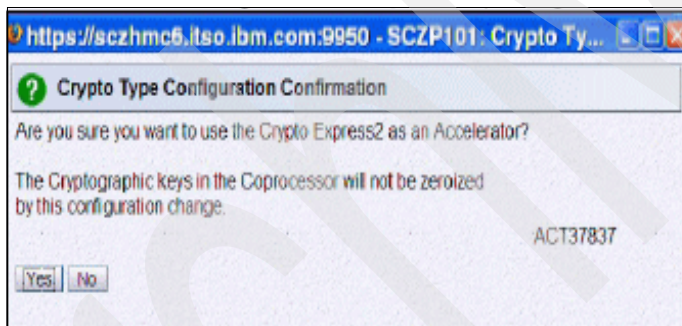 https://sczhmc6.itso.ibm.com:9950 - SCZP101: Crypto Ty...
Crypto Type Configuration Confirmation
Are you sure you want to use the Crypto Express2 as an Accelerator?
The Cryptographic keys in the Coprocessor will not be zeroized
by this configuration change.
ACT37837
Yes No